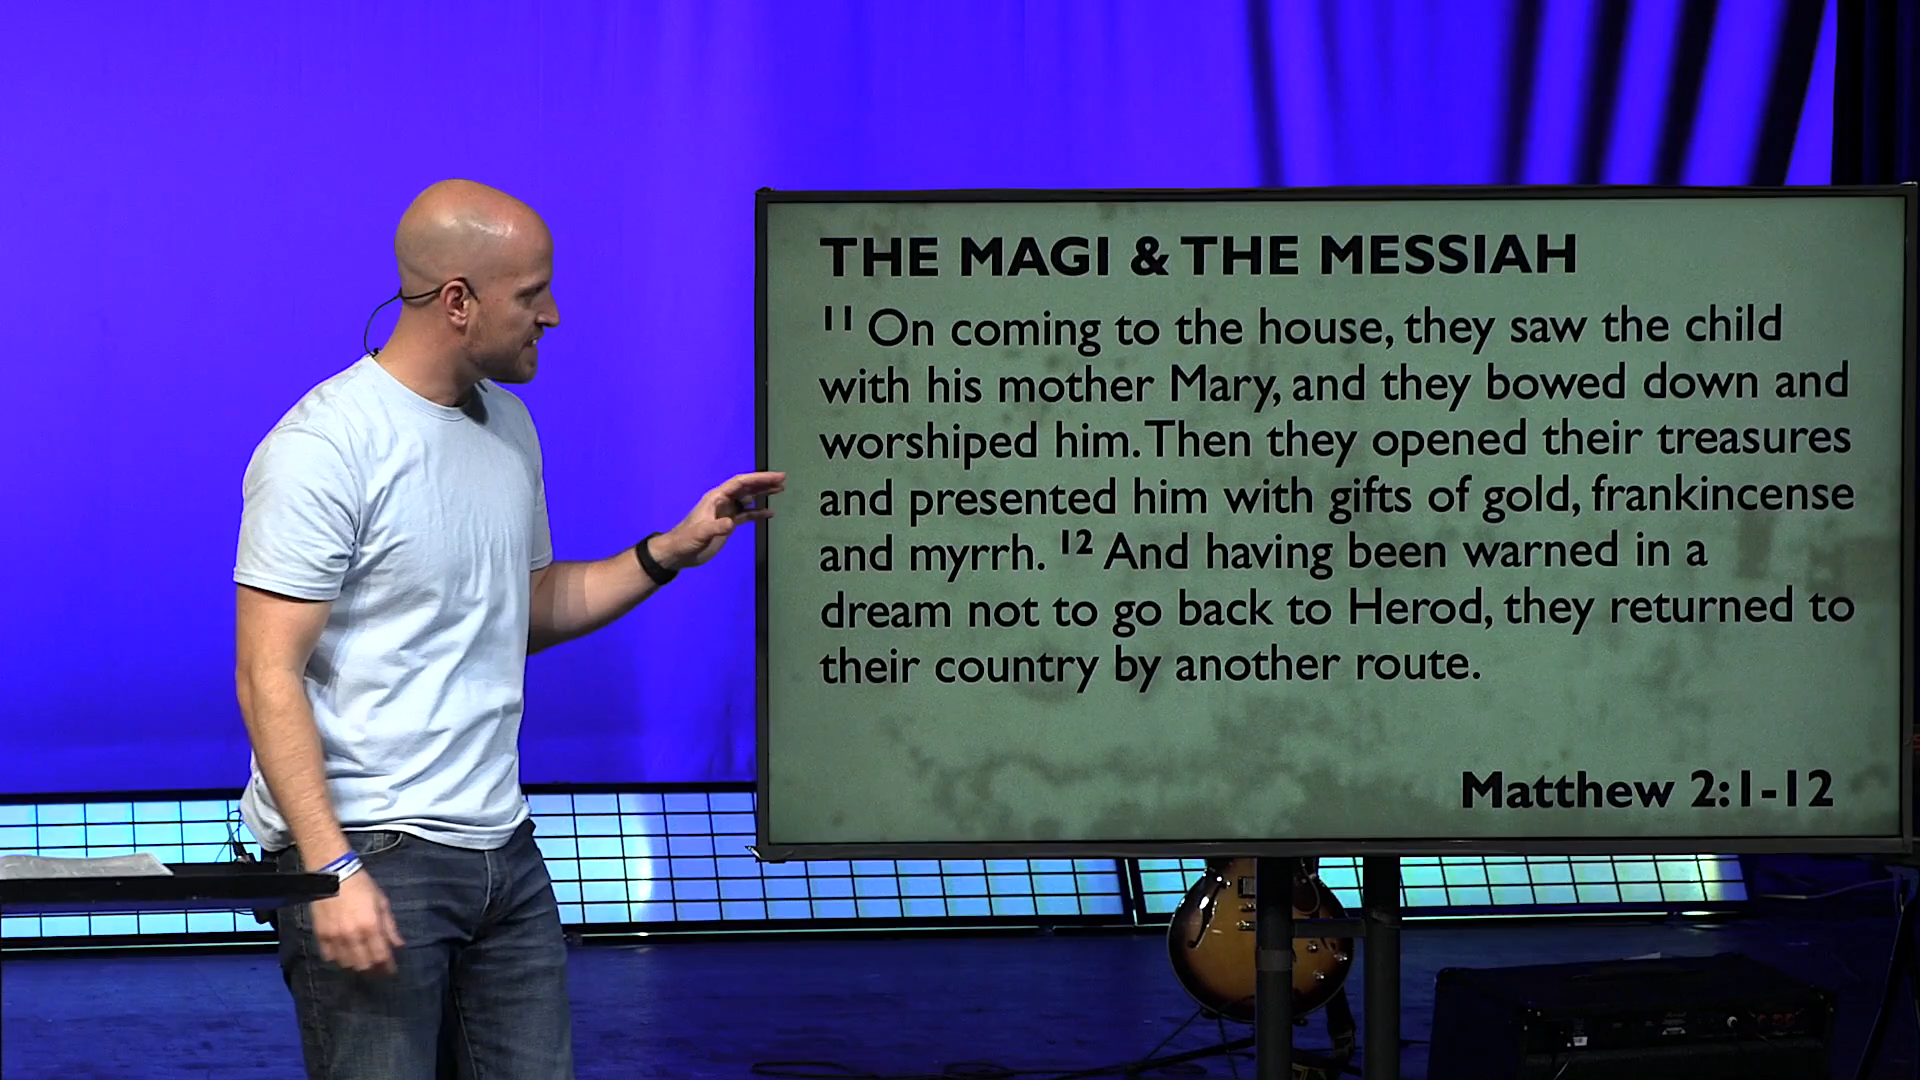 THE MAGI & THE MESSIAH
11 On coming to the house, they saw the child
with his mother Mary, and they bowed down and
worshiped him. Then they opened their treasures
and presented him with gifts of gold, frankincense
and myrrh. 12 And having been warned in a
dream not to go back to Herod, they returned to
their country by another route.
Matthew 2:1-12